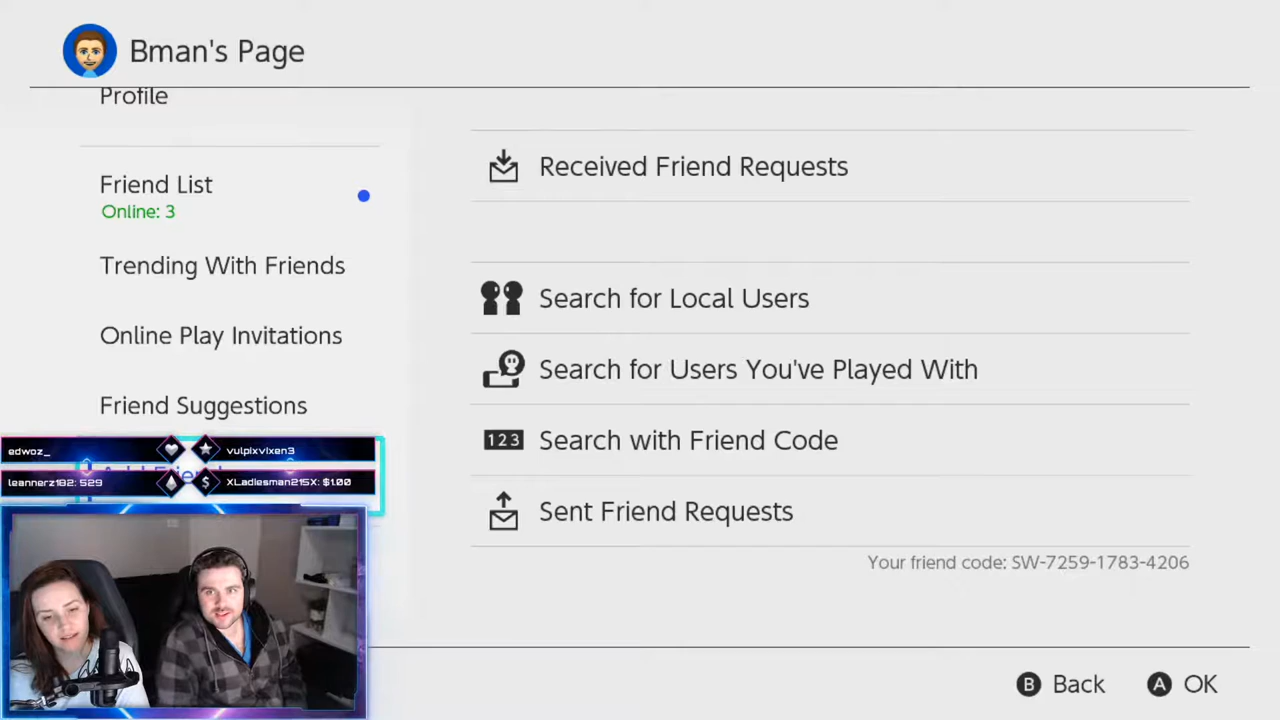 Bman's Page
Profile
Friend List
Online: 3
Trending With Friends
Online Play Invitations
Friend Suggestions
Received Friend Requests
Search for Local Users
Search for Users You've Played With
123 Search with Friend Code
Sent Friend Requests
Your friend code: SW-7259-1783-4206
edwoz_
vulpixvixen3
leannerz182: 529
$ XLadiesman215X: $1.00
B Back
A OK